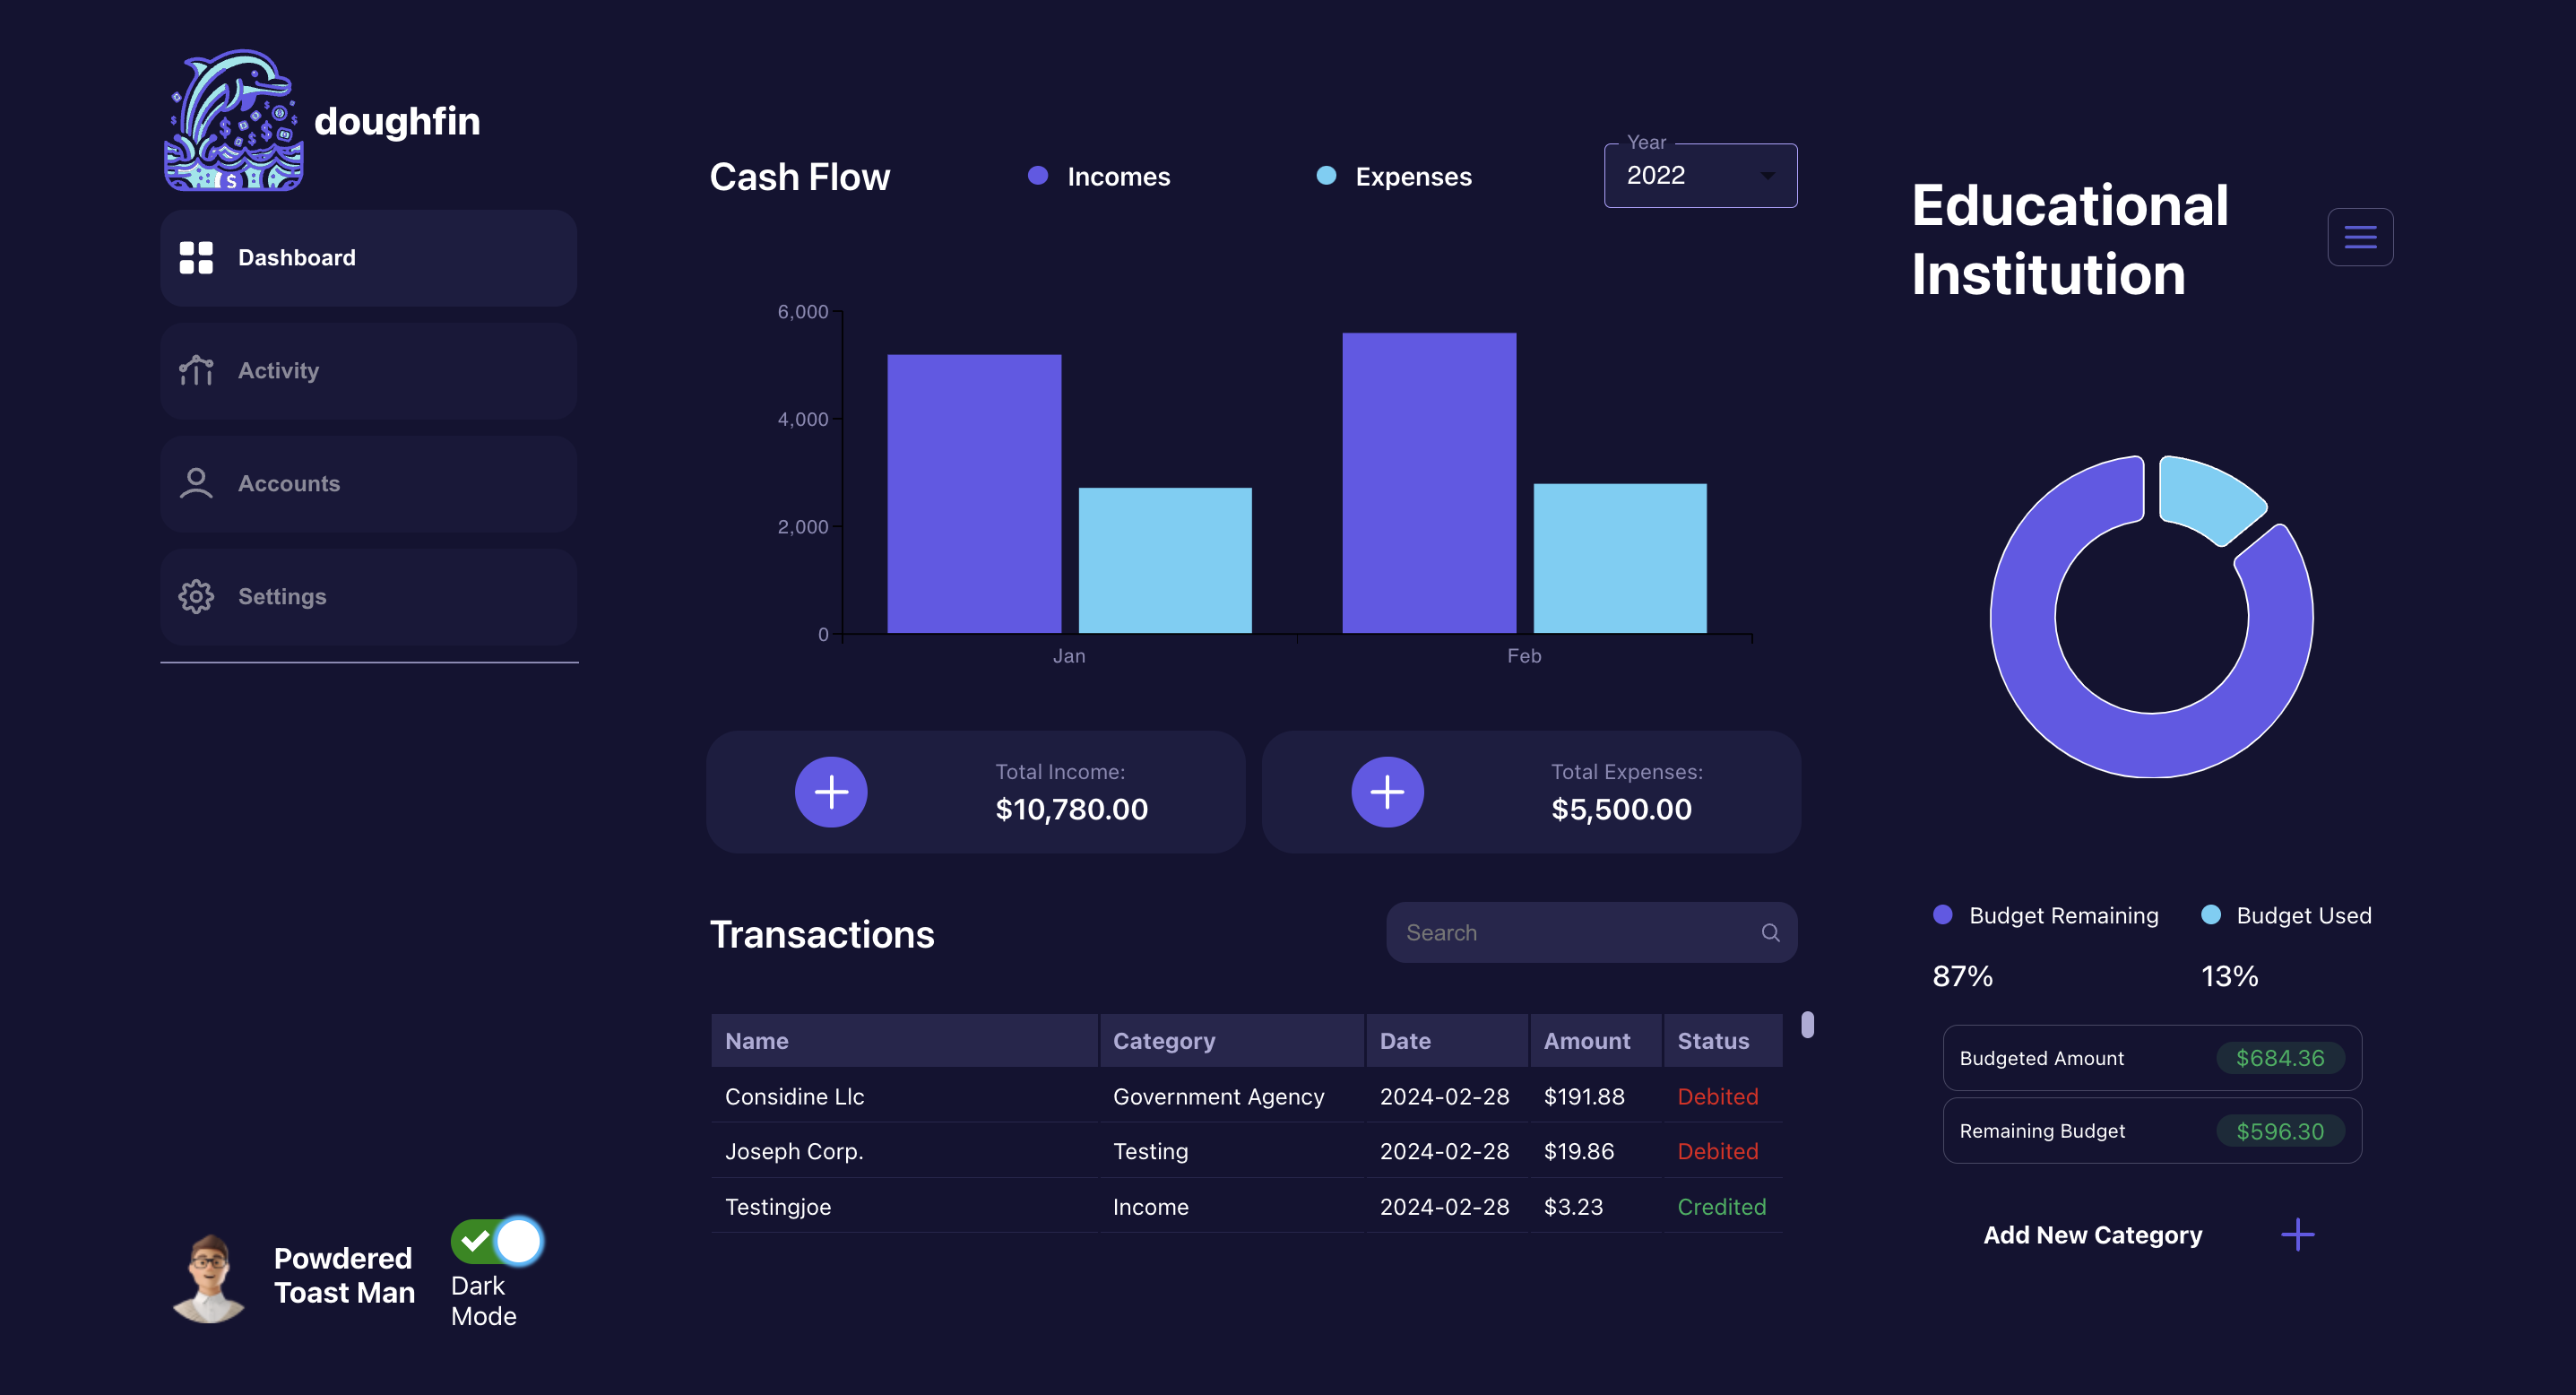 doughfin
Dashboard
Activity
Accounts
Settings
Powdered
Toast Man
Dark
Mode
Cash Flow
Incomes
Expenses
Year
2022
6,000
4,000
2,000
0
Jan
Feb
Total Income:
$10,780.00
Total Expenses:
$5,500.00
Transactions
Search
Name Category Date Amount Status
Considine Llc Government Agency 2024-02-28 $191.88 Debited
Joseph Corp. Testing 2024-02-28 $19.86 Debited
Testingjoe Income 2024-02-28 $3.23 Credited
Educational
Institution
Budget Remaining
Budget Used
87%
13%
Budgeted Amount $684.36
Remaining Budget $596.30
Add New Category